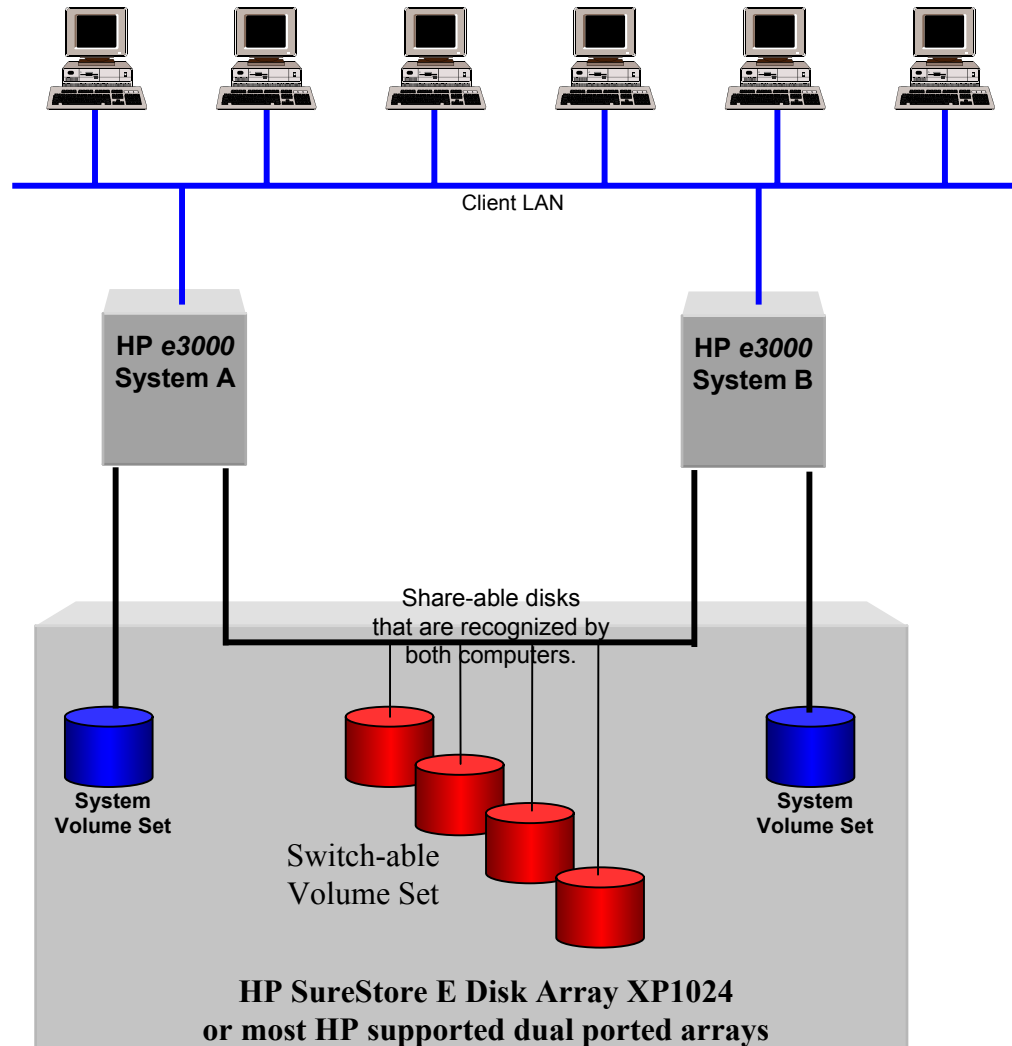 Client LAN
HP e3000
System A
HP e3000
System B
Share-able disks
that are recognized by
both computers.
System
Volume Set
System
Volume Set
Switch-able
Volume Set
HP SureStore E Disk Array XP1024
or most HP supported dual ported arrays